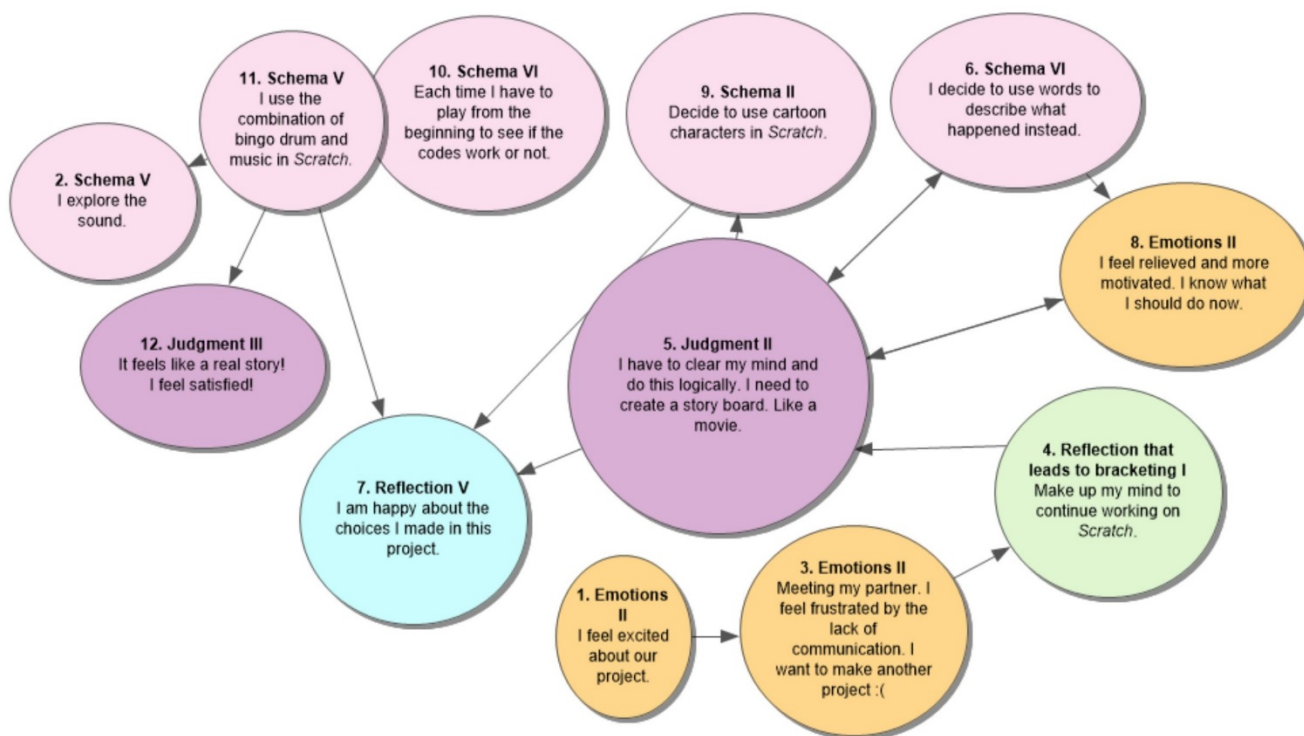 11. Schema V
I use the
combination of
bingo drum and
music in Scratch.
10. Schema VI
Each time I have to
play from the
beginning to see if the
codes work or not.
9. Schema II
Decide to use cartoon
characters in Scratch.
6. Schema VI
I decide to use words to
describe what
happened instead.
2. Schema V
I explore the
sound.
8. Emotions II
I feel relieved and more
motivated. I know what
I should do now.
12. Judgment III
It feels like a real story!
I feel satisfied!
5. Judgment II
I have to clear my mind and
do this logically. I need to
create a story board. Like a
movie.
7. Reflection V
I am happy about the
choices I made in this
project.
4. Reflection that
leads to bracketing I
Make up my mind to
continue working on
Scratch.
1. Emotions
II
I feel excited
about our
project.
3. Emotions II
Meeting my partner. I
feel frustrated by the
lack of
communication. I
want to make another
project :(